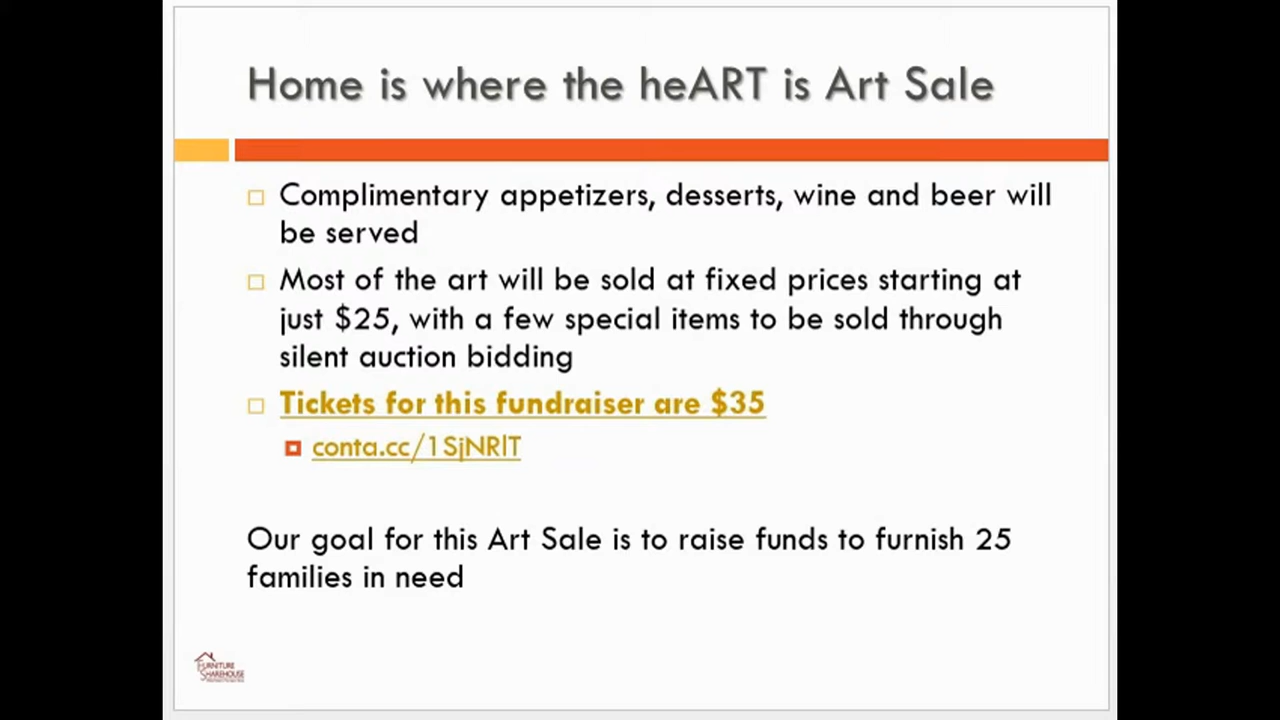 Home is where the heART is Art Sale
Complimentary appetizers, desserts, wine and beer will
be served
Most of the art will be sold at fixed prices starting at
just $25, with a few special items to be sold through
silent auction bidding
Tickets for this fundraiser are $35
conta.cc/1SjNRlT
Our goal for this Art Sale is to raise funds to furnish 25
families in need
FURNITURE
SHAREHOUSE